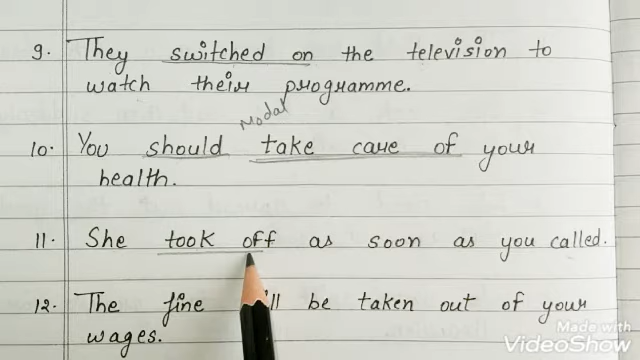 9. They switched on the television to
watch their programme.
Modal
10. You should take care of your
health.
11. She took off as soon as you called.
12. The fine ll be taken out of your
wages.
Made with
VideoShow